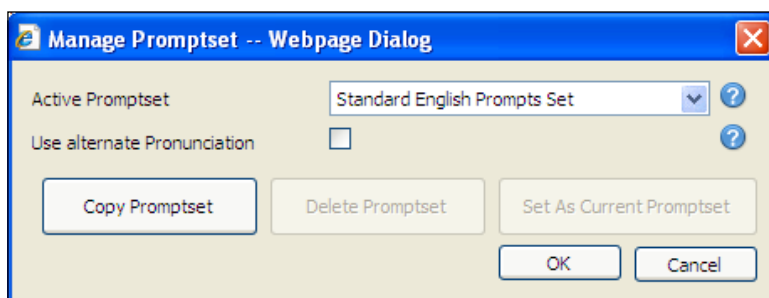 Manage Promptset -- Webpage Dialog
Active Promptset Standard English Prompts Set
Use alternate Pronunciation
Copy Promptset Delete Promptset Set As Current Promptset
OK Cancel